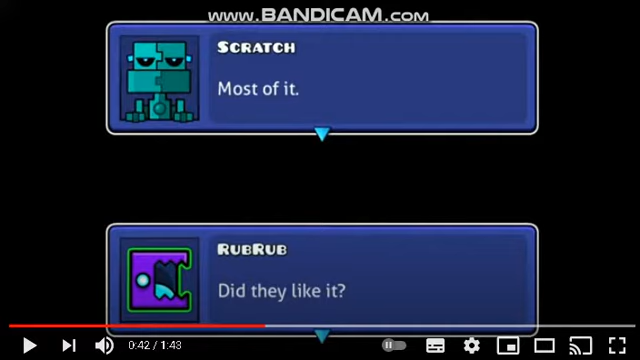 www.BANDICAM.com
SCRATCH
Most of it.
RUBRUB
Did they like it?
0:42 / 1:43